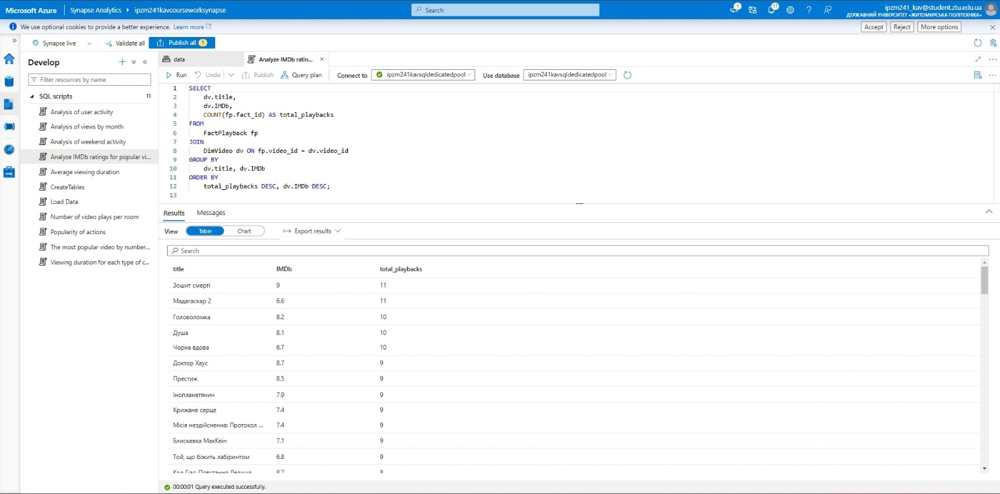 Microsoft Azure Synapse Analytics ipzm241kavcourseworksynapse Search 1 17 ipzm241_kav@student.ztu.edu.ua
ДЕРЖАВНИЙ УНІВЕРСИТЕТ «ЖИТОМИРСЬКА ПОЛІТЕХНІКА»
We use optional cookies to provide a better experience. Learn more Accept Reject More options
Synapse live Validate all Publish all 1
Develop
Filter resources by name
SQL scripts 11
Analysis of user activity
Analysis of views by month
Analysis of weekend activity
Analyze IMDb ratings for popular vi...
Average viewing duration
CreateTables
Load Data
Number of video plays per room
Popularity of actions
The most popular video by number...
Viewing duration for each type of c...
data Analyze IMDb ratin...
Run Undo Publish Query plan Connect to ipzm241kavsqldedicatedpool Use database ipzm241kavsqldedicatedpool
1 SELECT
2 dv.title,
3 dv.IMDb,
4 COUNT(fp.fact_id) AS total_playbacks
5 FROM
6 FactPlayback fp
7 JOIN
8 DimVideo dv ON fp.video_id = dv.video_id
9 GROUP BY
10 dv.title, dv.IMDb
11 ORDER BY
12 total_playbacks DESC, dv.IMDb DESC;
13
Results Messages
View Table Chart Export results
Search
title IMDb total_playbacks
Зошит смерті 9 11
Мадагаскар 2 6.6 11
Головоломка 8.2 10
Душа 8.1 10
Чорна вдова 6.7 10
Доктор Хаус 8.7 9
Престиж 8.5 9
Інопланетянин 7.9 9
Крижане серце 7.4 9
Місія нездійсненна: Протокол ... 7.4 9
Блискавка МакКвін 7.1 9
Той, що біжить лабіринтом 6.8 9
Код Гіас: Повстання Лелуша 8.7 8
00:00:01 Query executed successfully.